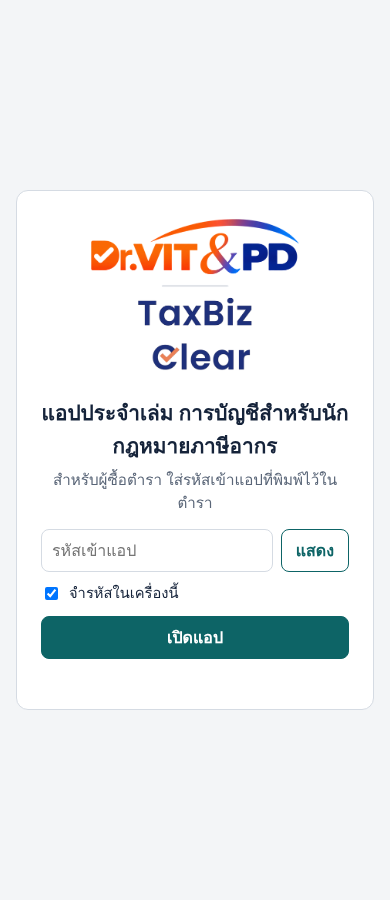 Dr.VIT&PD
TaxBiz
Clear
แอปประจำเล่ม การบัญชีสำหรับนัก
กฎหมายภาษีอากร
สำหรับผู้ซื้อตำรา ใส่รหัสเข้าแอปที่พิมพ์ไว้ใน
ตำรา
รหัสเข้าแอป
แสดง
จำรหัสในเครื่องนี้
เปิดแอป